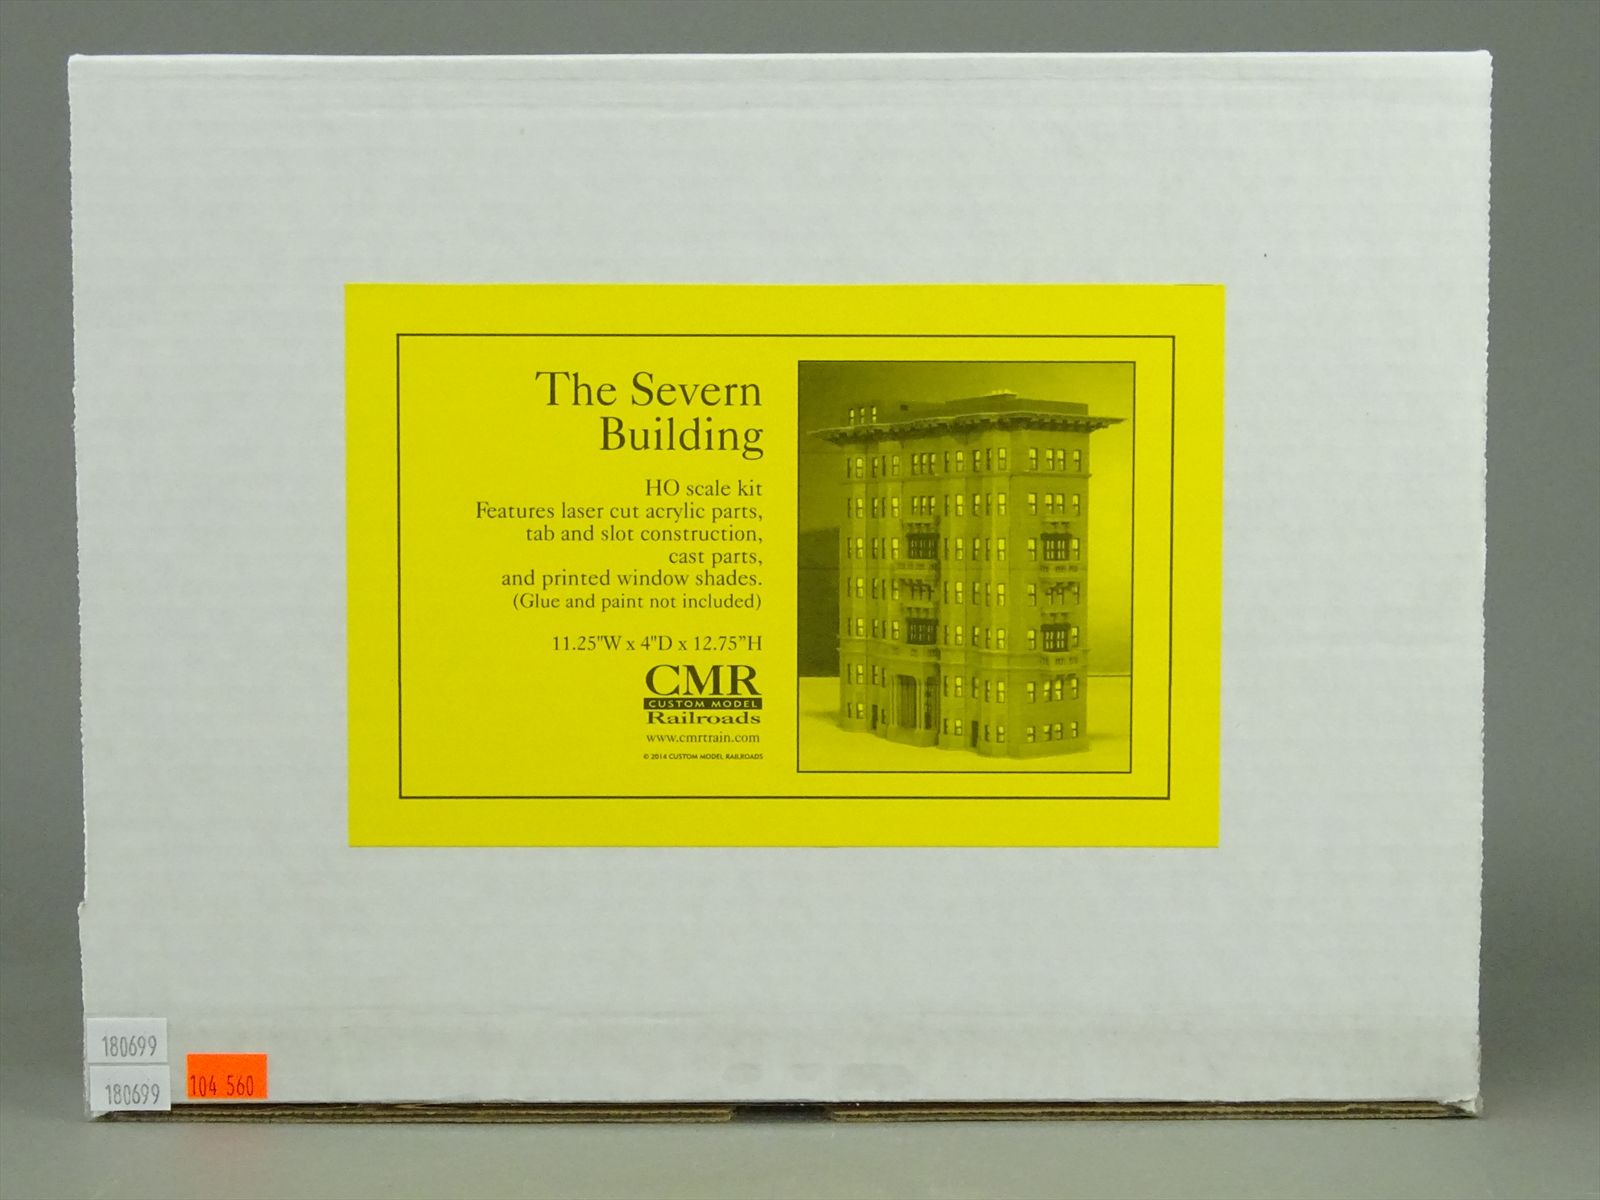 The Severn
Building
HO scale kit
Features laser cut acrylic parts,
tab and slot construction,
cast parts,
and printed window shades.
(Glue and paint not included)
11.25"W x 4"D x 12.75”H
CMR
CUSTOM MODEL
Railroads
www.cmrtrain.com
© 2014 CUSTOM MODEL RAILROADS
180699
180699
104 560